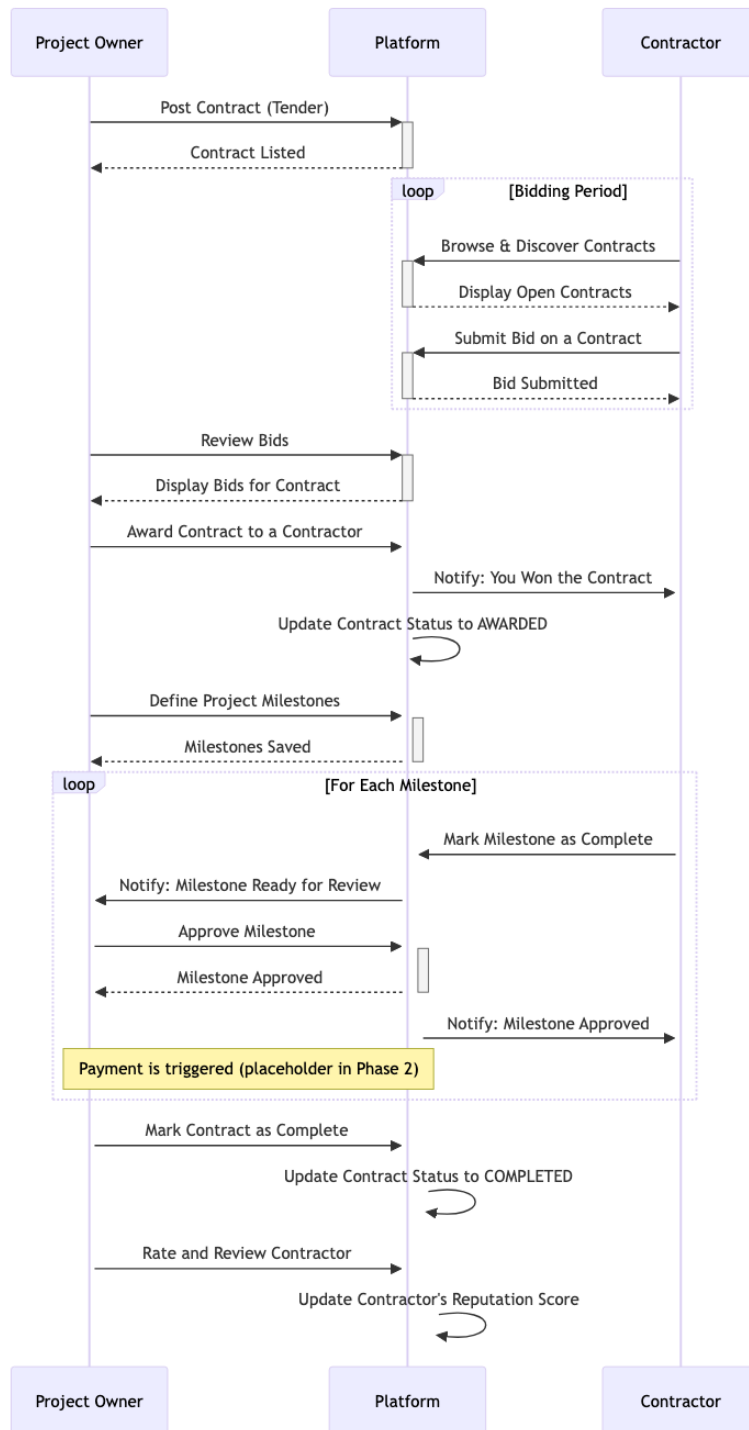 Project Owner
Platform
Contractor
Post Contract (Tender)
Contract Listed
loop
[Bidding Period]
Browse & Discover Contracts
Display Open Contracts
Submit Bid on a Contract
Bid Submitted
Review Bids
Display Bids for Contract
Award Contract to a Contractor
Notify: You Won the Contract
Update Contract Status to AWARDED
Define Project Milestones
Milestones Saved
loop
[For Each Milestone]
Mark Milestone as Complete
Notify: Milestone Ready for Review
Approve Milestone
Milestone Approved
Notify: Milestone Approved
Payment is triggered (placeholder in Phase 2)
Mark Contract as Complete
Update Contract Status to COMPLETED
Rate and Review Contractor
Update Contractor's Reputation Score
Project Owner
Platform
Contractor